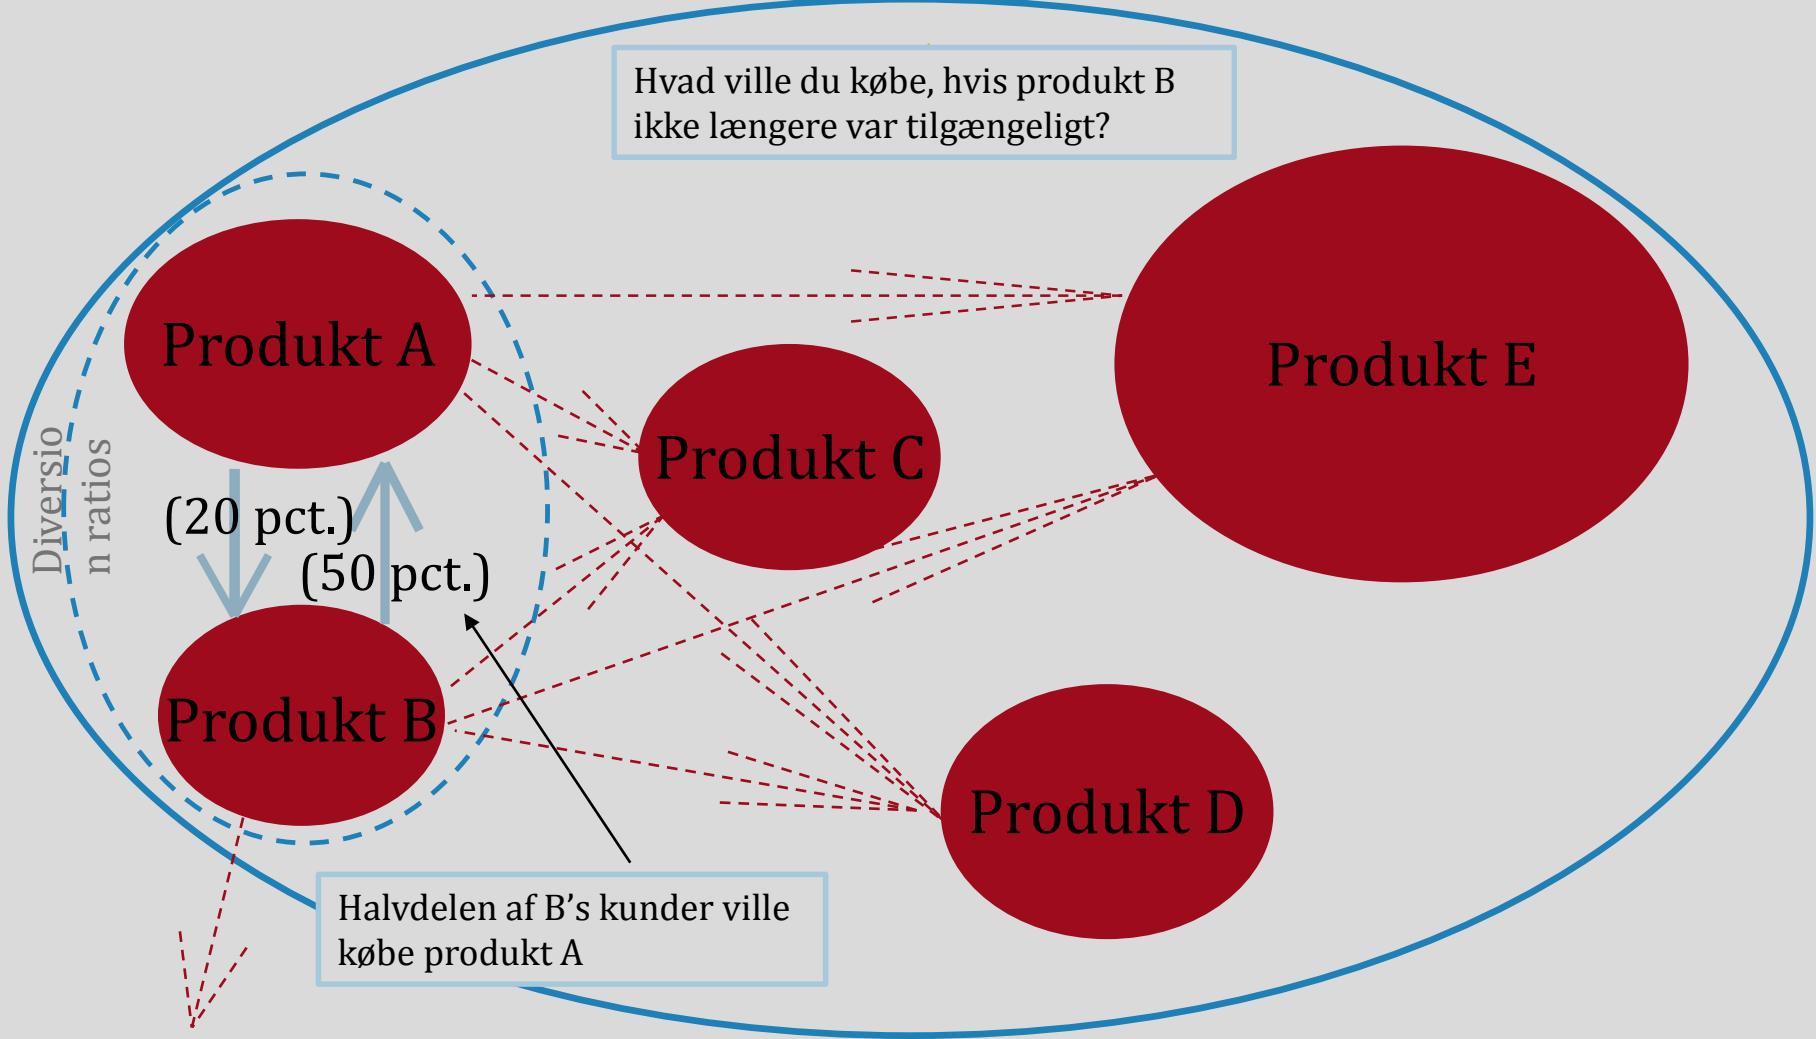 Hvad ville du købe, hvis produkt B
ikke længere var tilgængeligt?
Produkt A
Produkt E
Produkt C
Diversio
n ratios
(20 pct.)
(50 pct.)
Produkt B
Produkt D
Halvdelen af B’s kunder ville
købe produkt A